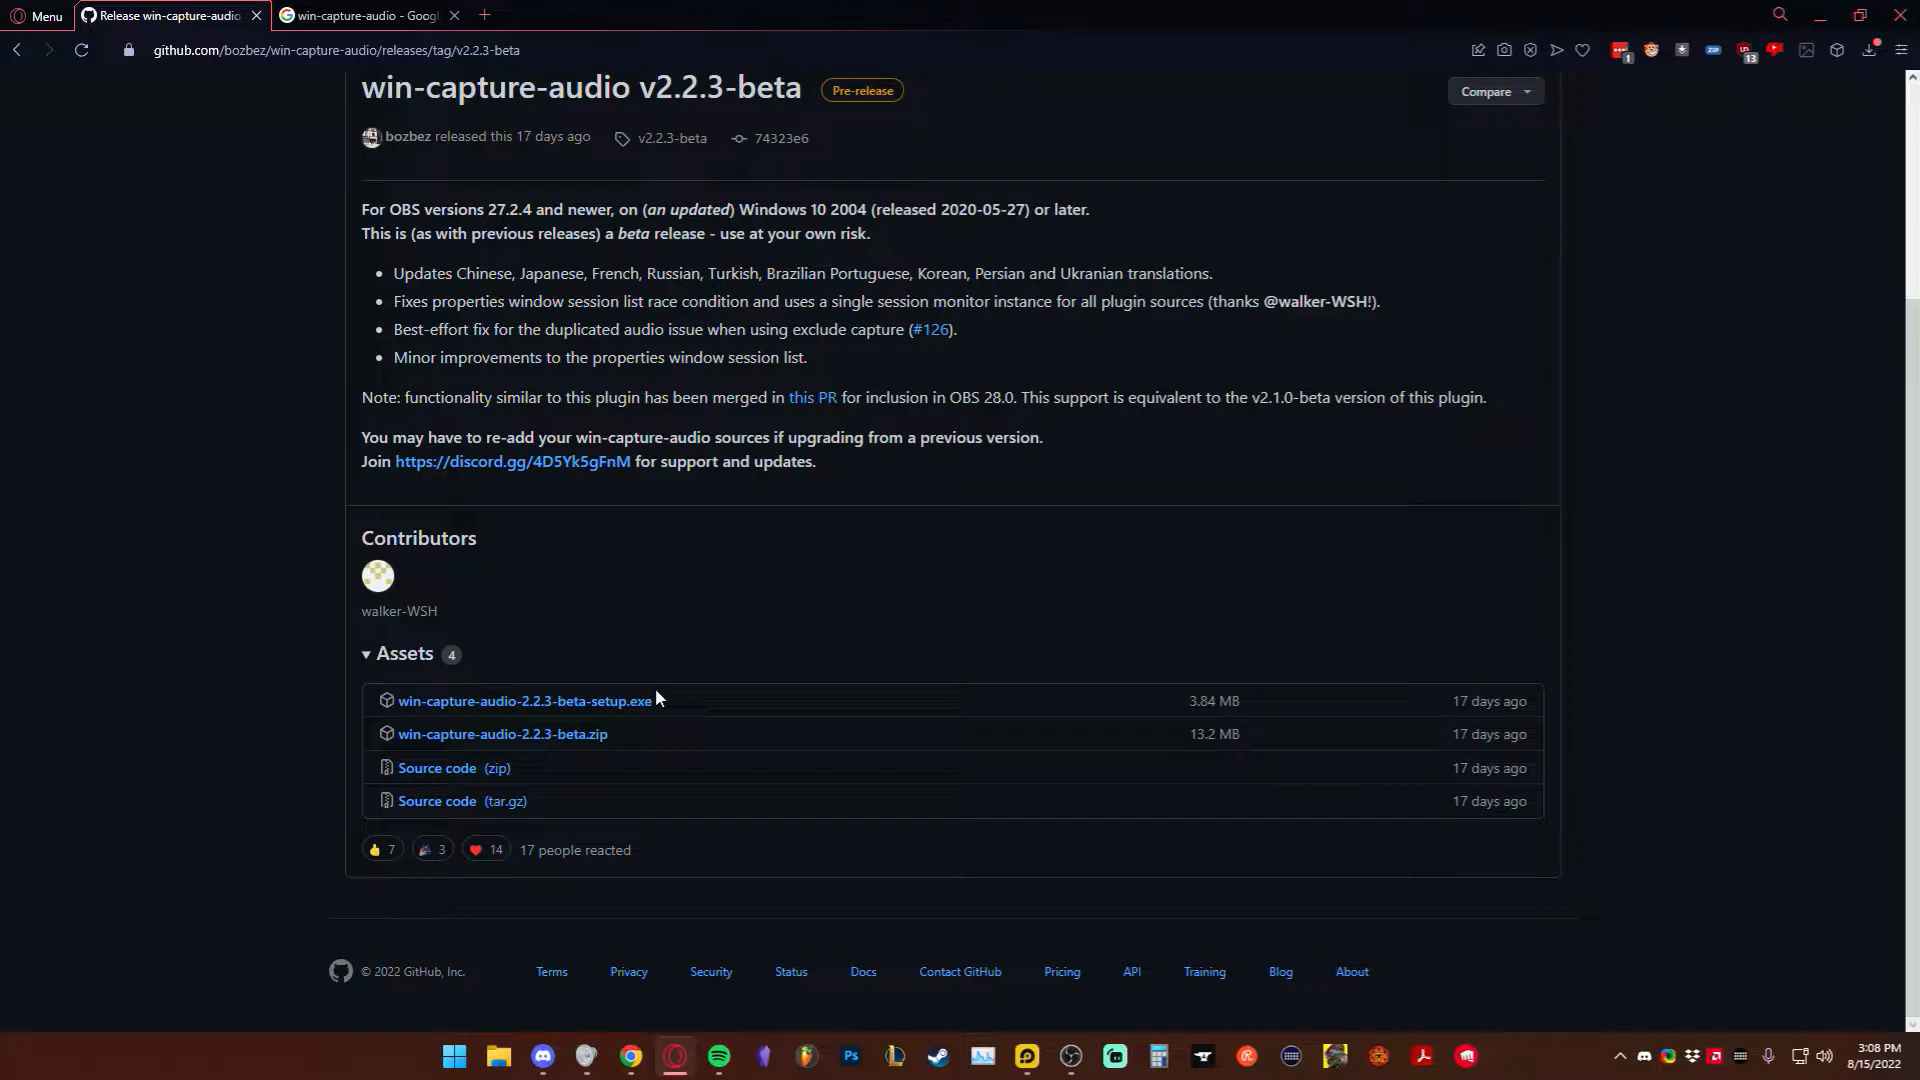 Menu
Release win-capture-audio
win-capture-audio - Goog
github.com/bozbez/win-capture-audio/releases/tag/v2.2.3-beta
1
ZIP
13
win-capture-audio v2.2.3-beta
Pre-release
Compare
bozbez released this 17 days ago
v2.2.3-beta
74323e6
For OBS versions 27.2.4 and newer, on (an updated) Windows 10 2004 (released 2020-05-27) or later.
This is (as with previous releases) a beta release - use at your own risk.
Updates Chinese, Japanese, French, Russian, Turkish, Brazilian Portuguese, Korean, Persian and Ukranian translations.
Fixes properties window session list race condition and uses a single session monitor instance for all plugin sources (thanks @walker-WSH!).
Best-effort fix for the duplicated audio issue when using exclude capture (#126).
Minor improvements to the properties window session list.
Note: functionality similar to this plugin has been merged in this PR for inclusion in OBS 28.0. This support is equivalent to the v2.1.0-beta version of this plugin.
You may have to re-add your win-capture-audio sources if upgrading from a previous version.
Join https://discord.gg/4D5Yk5gFnM for support and updates.
Contributors
walker-WSH
Assets 4
win-capture-audio-2.2.3-beta-setup.exe 3.84 MB 17 days ago
win-capture-audio-2.2.3-beta.zip 13.2 MB 17 days ago
Source code (zip) 17 days ago
Source code (tar.gz) 17 days ago
7
3
14
17 people reacted
© 2022 GitHub, Inc.
Terms
Privacy
Security
Status
Docs
Contact GitHub
Pricing
API
Training
Blog
About
Ps
3:08 PM
8/15/2022